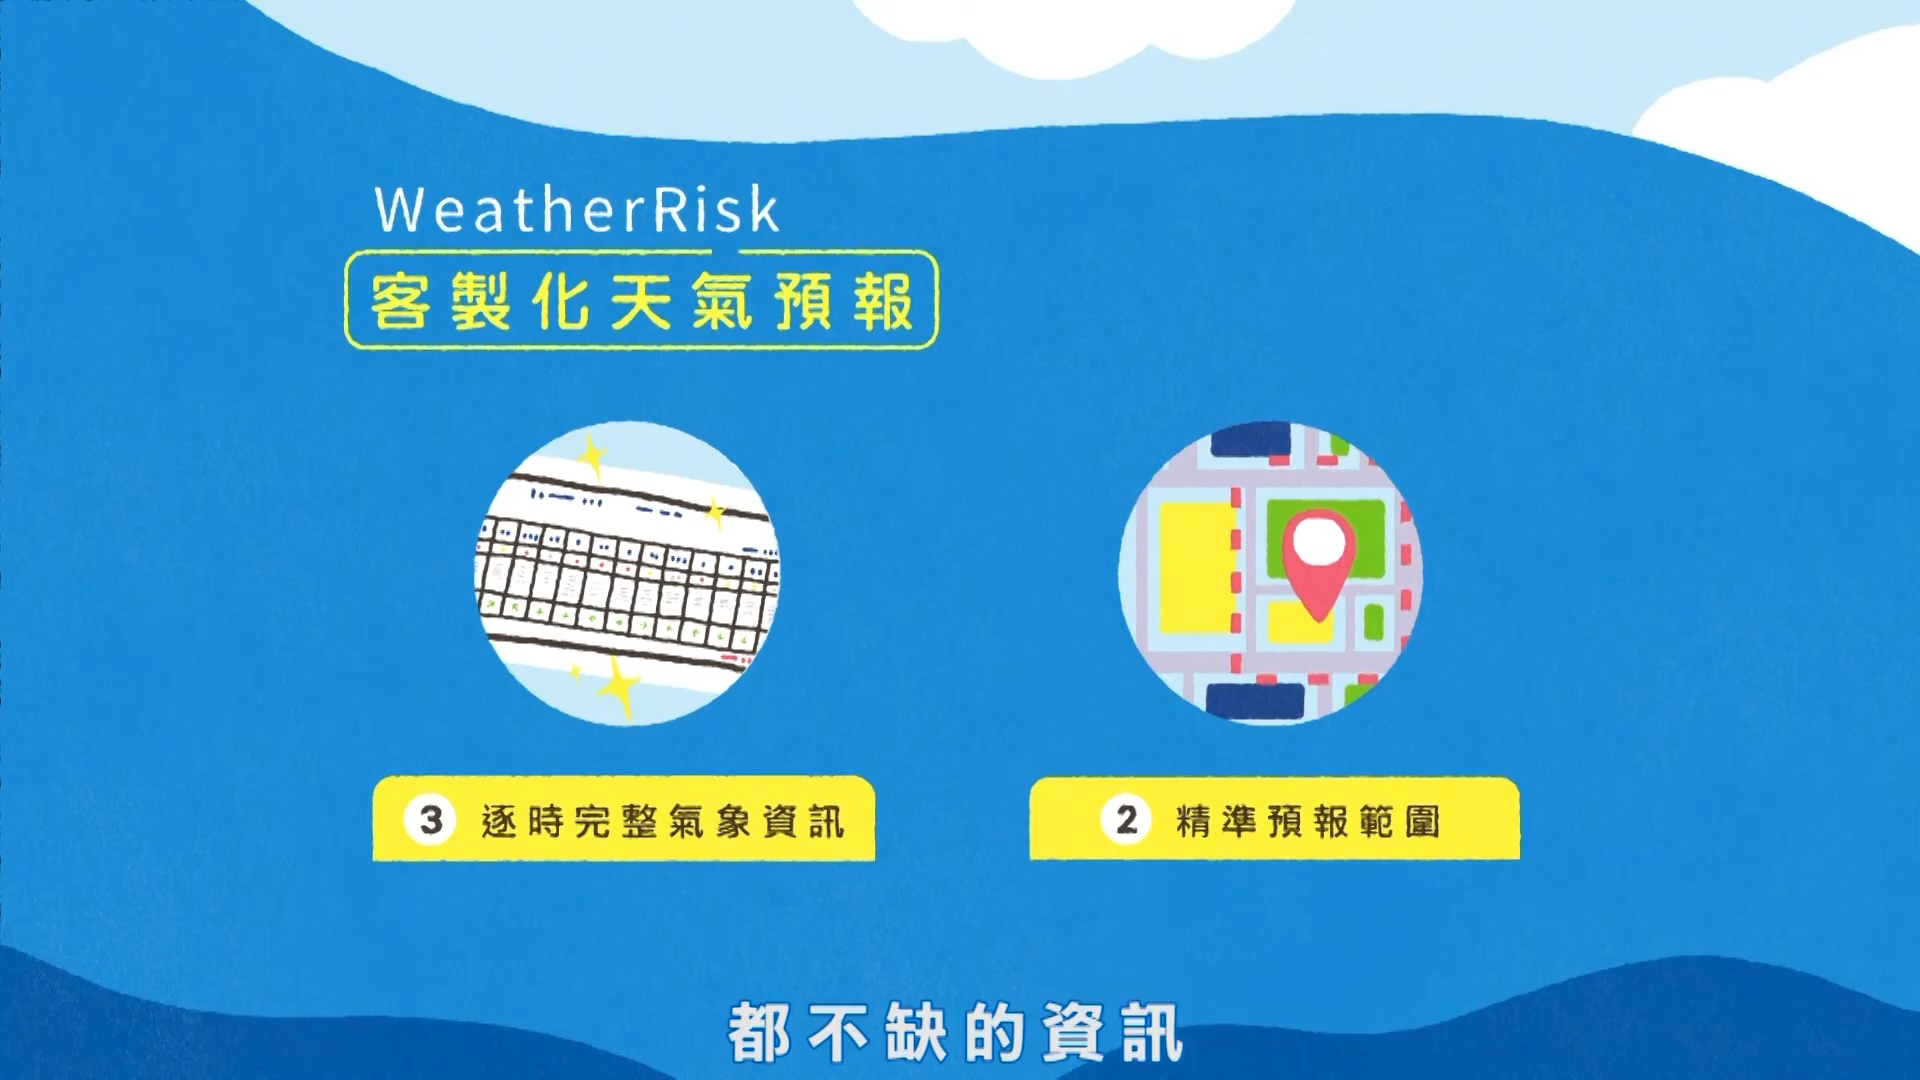 WeatherRisk
客製化天氣預報
3 逐時完整氣象資訊
2 精準預報範圍
都不缺的資訊